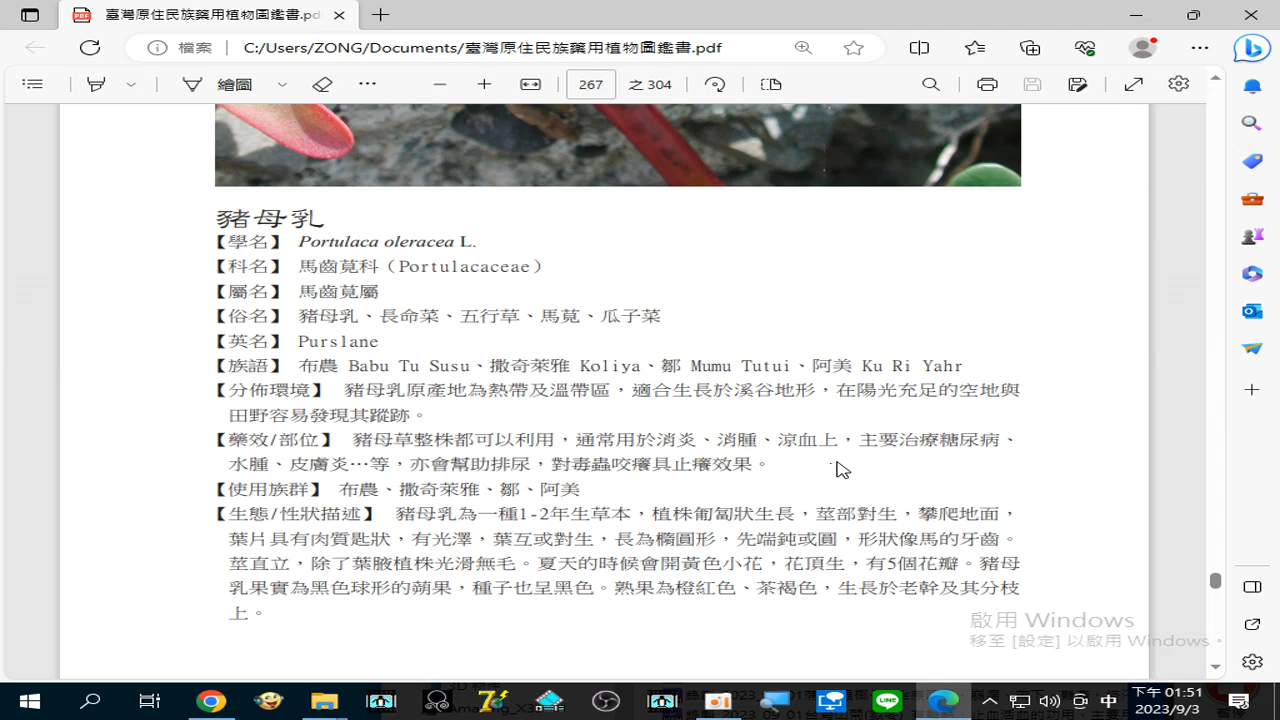 臺灣原住民族藥用植物圖鑑書.pdf
檔案
C:/Users/ZONG/Documents/臺灣原住民族藥用植物圖鑑書.pdf
繪圖
267 之 304
豬母乳
【學名】 Portulaca oleracea L.
【科名】 馬齒莧科（Portulacaceae）
【屬名】 馬齒莧屬
【俗名】 豬母乳、長命菜、五行草、馬莧、瓜子菜
【英名】 Purslane
【族語】 布農 Babu Tu Susu、撒奇萊雅 Koliya、鄒 Mumu Tutui、阿美 Ku Ri Yahr
【分佈環境】 豬母乳原產地為熱帶及溫帶區，適合生長於溪谷地形，在陽光充足的空地與
田野容易發現其蹤跡。
【藥效/部位】 豬母草整株都可以利用，通常用於消炎、消腫、涼血上，主要治療糖尿病、
水腫、皮膚炎…等，亦會幫助排尿，對毒蟲咬癢具止癢效果。
【使用族群】 布農、撒奇萊雅、鄒、阿美
【生態/性狀描述】 豬母乳為一種1-2年生草本，植株匍匐狀生長，莖部對生，攀爬地面，
葉片具有肉質匙狀，有光澤，葉互或對生，長為橢圓形，先端鈍或圓，形狀像馬的牙齒。
莖直立，除了葉腋植株光滑無毛。夏天的時候會開黃色小花，花頂生，有5個花瓣。豬母
乳果實為黑色球形的蒴果，種子也呈黑色。熟果為橙紅色、茶褐色，生長於老幹及其分枝
上。
啟用 Windows
移至 [設定] 以啟用 Windows。
下午 01:51
中
2023/9/3